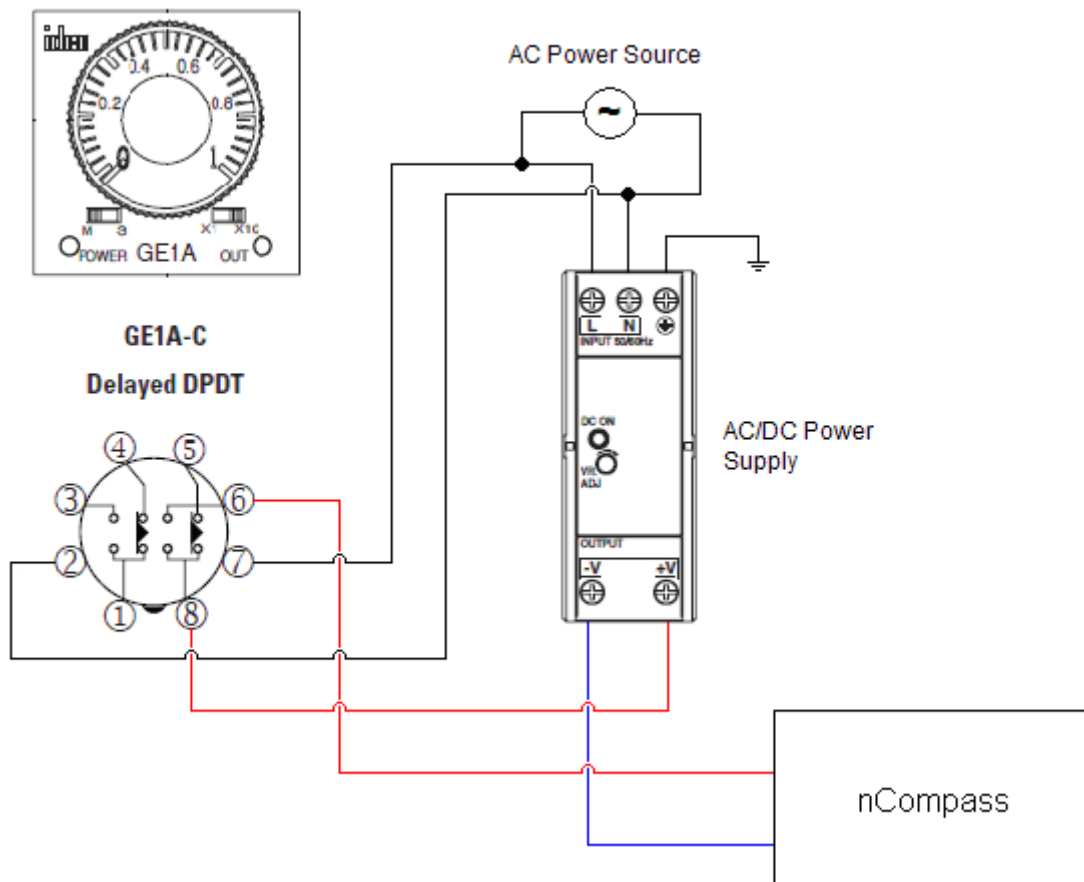 idec
0 0.2 0.4 0.6 0.8 1
M S X1 X10
POWER GE1A OUT
GE1A-C
Delayed DPDT
④ ⑤
③ ⑥
② ⑦
① ⑧
AC Power Source
~
L N
INPUT 50/60Hz
DC ON
VR.
ADJ
AC/DC Power
Supply
OUTPUT
-V +V
nCompass